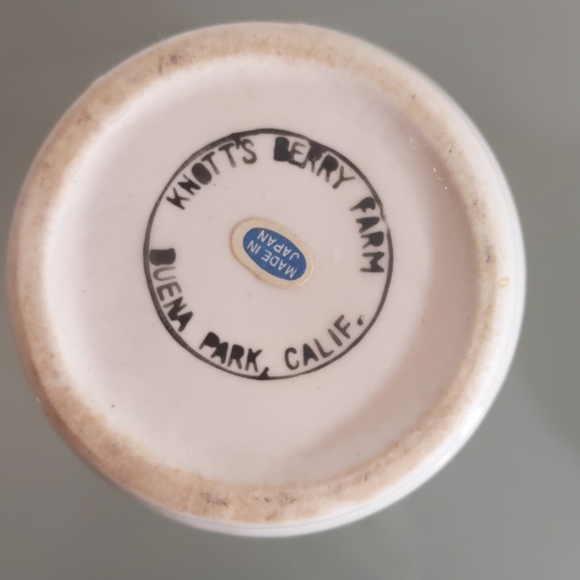 KNOTT'S BERRY FARM
MADE IN
JAPAN
BUENA PARK, CALIF.